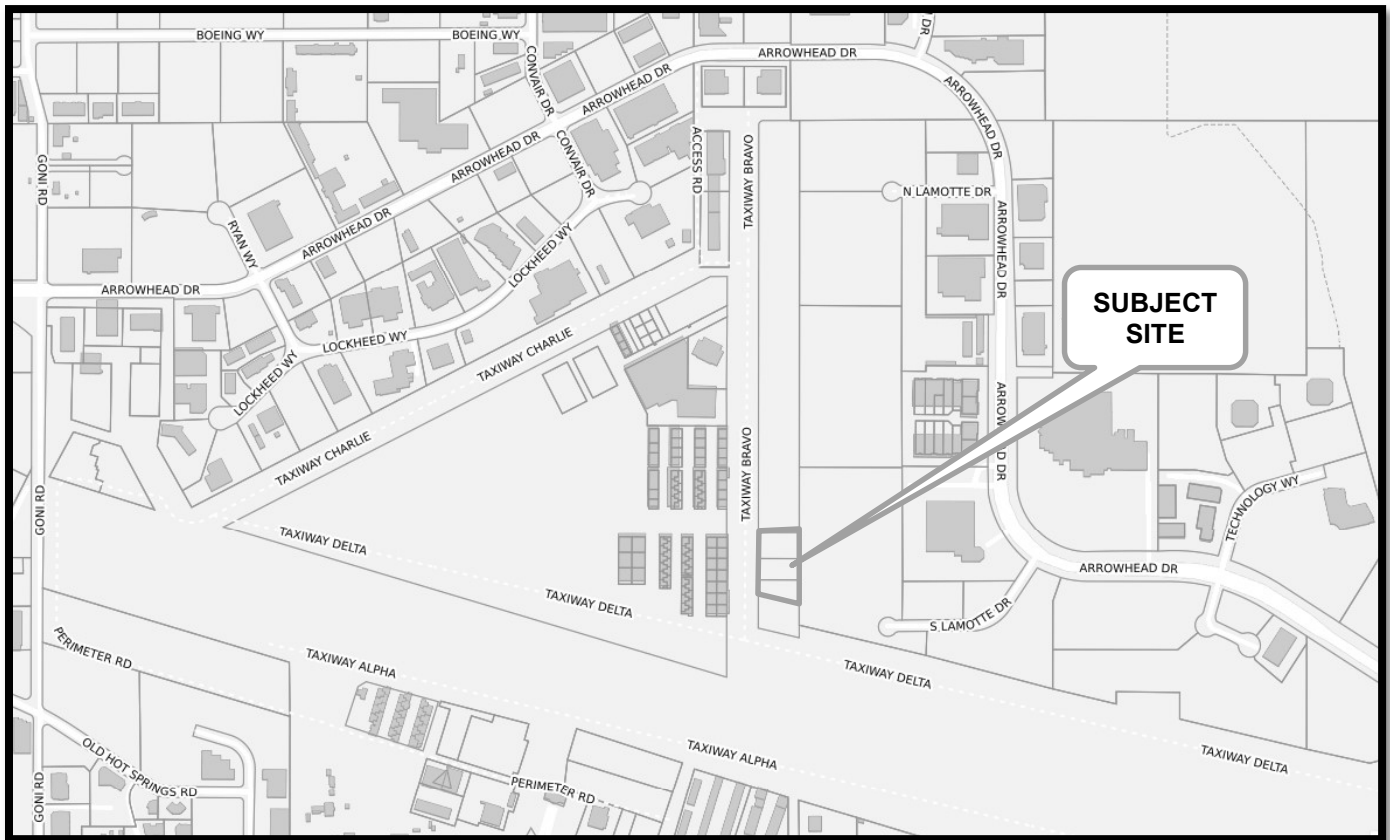 BOEING WY
BOEING WY
CONVAIR DR
ARROWHEAD DR
ARROWHEAD DR
ARROWHEAD DR
ARROWHEAD DR
CONVAIR DR
ACCESS RD
TAXIWAY BRAVO
ARROWHEAD DR
GONI RD
N LAMOTTE DR
RYAN WY
ARROWHEAD DR
LOCKHEED WY
ARROWHEAD DR
ARROWHEAD DR
SUBJECT
SITE
LOCKHEED WY
TAXIWAY CHARLIE
LOCKHEED WY
TAXIWAY CHARLIE
TAXIWAY BRAVO
ARROW
D DR
TECHNOLOGY WY
GONI RD
TAXIWAY DELTA
ARROWHEAD DR
TAXIWAY DELTA
S LAMOTTE DR
PERIMETER RD
TAXIWAY ALPHA
TAXIWAY DELTA
TAXIWAY ALPHA
TAXIWAY DELTA
OLD HOT SPRINGS RD
PERIMETER RD
GONI RD